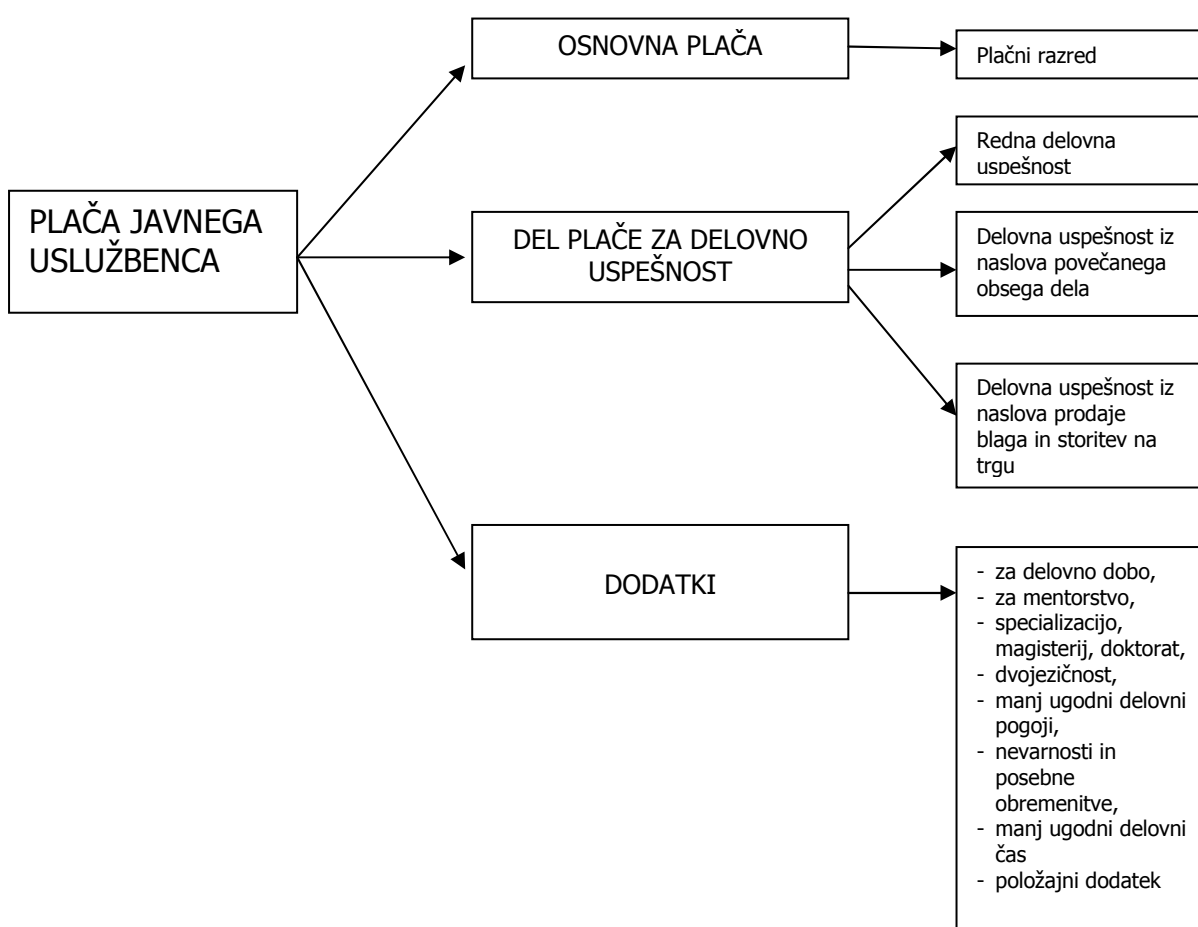 OSNOVNA PLAČA
Plačni razred
PLAČA JAVNEGA
USLUŽBENCA
DEL PLAČE ZA DELOVNO
USPEŠNOST
Redna delovna
uspešnost
Delovna uspešnost iz
naslova povečanega
obsega dela
Delovna uspešnost iz
naslova prodaje
blaga in storitev na
trgu
DODATKI
- za delovno dobo,
- za mentorstvo,
- specializacijo,
magisterij, doktorat,
- dvojezičnost,
- manj ugodni delovni
pogoji,
- nevarnosti in
posebne
obremenitve,
- manj ugodni delovni
čas
- položajni dodatek